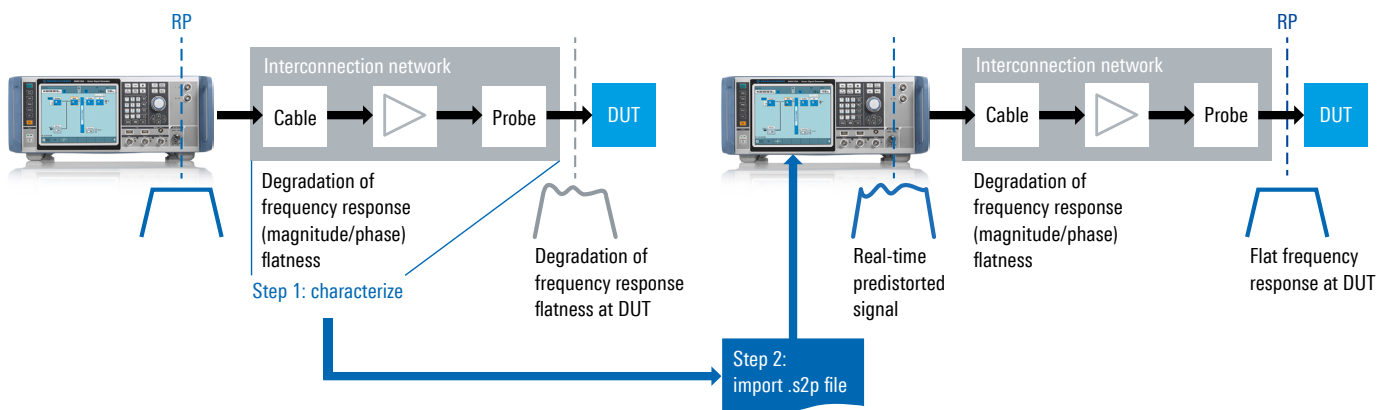 RP
Interconnection network
Cable
Probe
DUT
Degradation of
frequency response
(magnitude/phase)
flatness
Step 1: characterize
Degradation of
frequency response
flatness at DUT
RP
Interconnection network
Cable
Probe
DUT
Real-time
predistorted
signal
Degradation of
frequency response
(magnitude/phase)
flatness
Flat frequency
response at DUT
Step 2:
import .s2p file